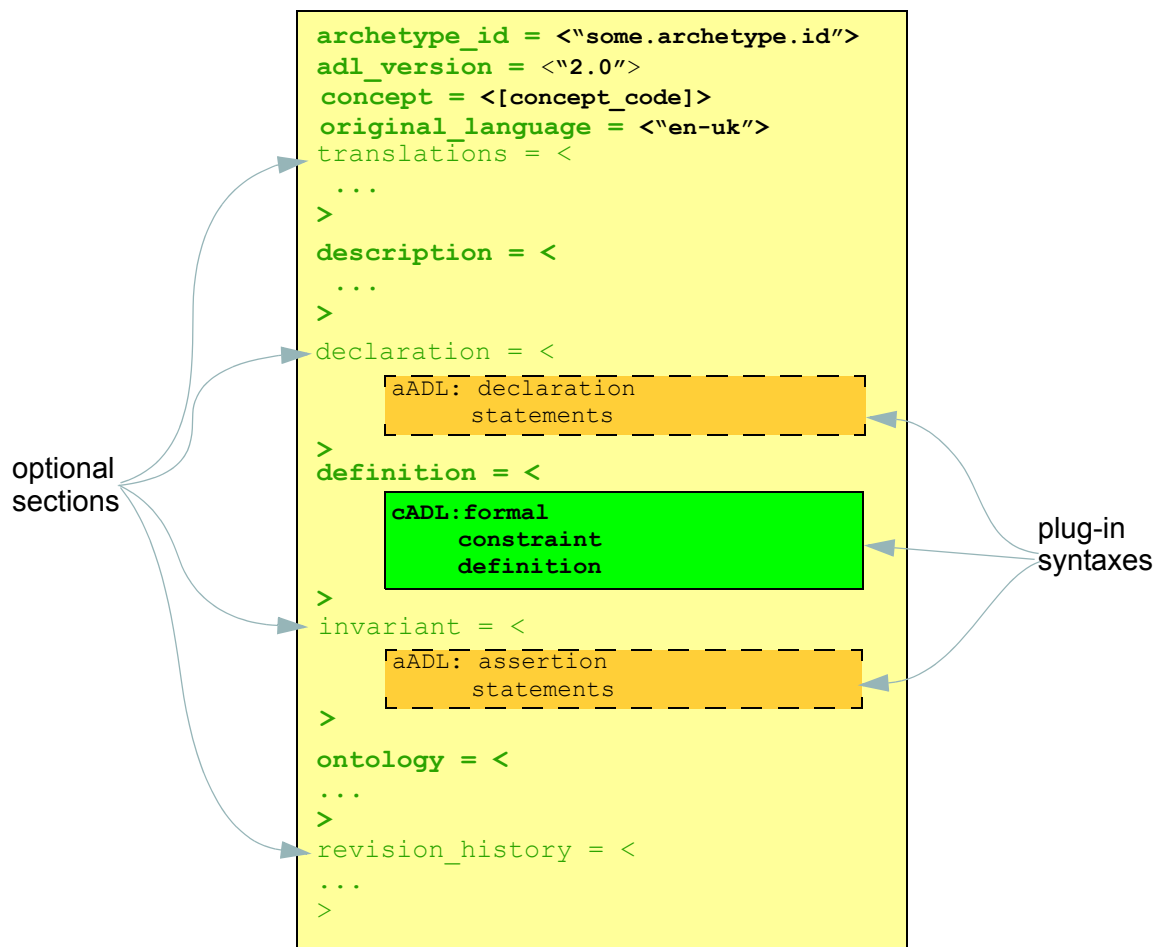 archetype_id = <“some.archetype.id”>
adl_version = <“2.0”>
concept = <[concept_code]>
original_language = <“en-uk”>
translations = <
...
>
description = <
...
>
declaration = <
aADL: declaration
statements
>
definition = <
cADL:formal
constraint
definition
>
invariant = <
aADL: assertion
statements
>
ontology = <
...
>
revision_history = <
...
>
optional
sections
plug-in
syntaxes